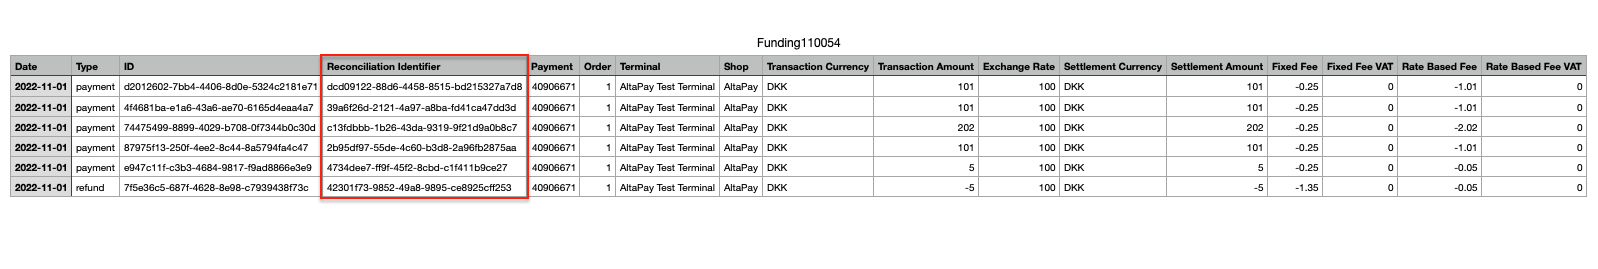 Funding110054
Date Type ID Reconciliation Identifier Payment Order Terminal Shop Transaction Currency Transaction Amount Exchange Rate Settlement Currency Settlement Amount Fixed Fee Fixed Fee VAT Rate Based Fee Rate Based Fee VAT
2022-11-01 payment d2012602-7bb4-4406-8d0e-5324c2181e71 dcd09122-88d6-4458-8515-bd215327a7d8 40906671 1 AltaPay Test Terminal AltaPay DKK 101 100 DKK 101 -0.25 0 -1.01 0
2022-11-01 payment 4f4681ba-e1a6-43a6-ae70-6165d4eaa4a7 39a6f26d-2121-4a97-a8ba-fd41ca47dd3d 40906671 1 AltaPay Test Terminal AltaPay DKK 101 100 DKK 101 -0.25 0 -1.01 0
2022-11-01 payment 74475499-8899-4029-b708-0f7344b0c30d c13fdbbb-1b26-43da-9319-9f21d9a0b8c7 40906671 1 AltaPay Test Terminal AltaPay DKK 202 100 DKK 202 -0.25 0 -2.02 0
2022-11-01 payment 87975f13-250f-4ee2-8c44-8a5794fa4c47 2b95df97-55de-4c60-b3d8-2a96fb2875aa 40906671 1 AltaPay Test Terminal AltaPay DKK 101 100 DKK 101 -0.25 0 -1.01 0
2022-11-01 payment e947c11f-c3b3-4684-9817-f9ad8866e3e9 4734dee7-ff9f-45f2-8cbd-c1f411b9ce27 40906671 1 AltaPay Test Terminal AltaPay DKK 5 100 DKK 5 -0.25 0 -0.05 0
2022-11-01 refund 7f5e36c5-687f-4628-8e98-c7939438f73c 42301f73-9852-49a8-9895-ce8925cff253 40906671 1 AltaPay Test Terminal AltaPay DKK -5 100 DKK -5 -1.35 0 -0.05 0